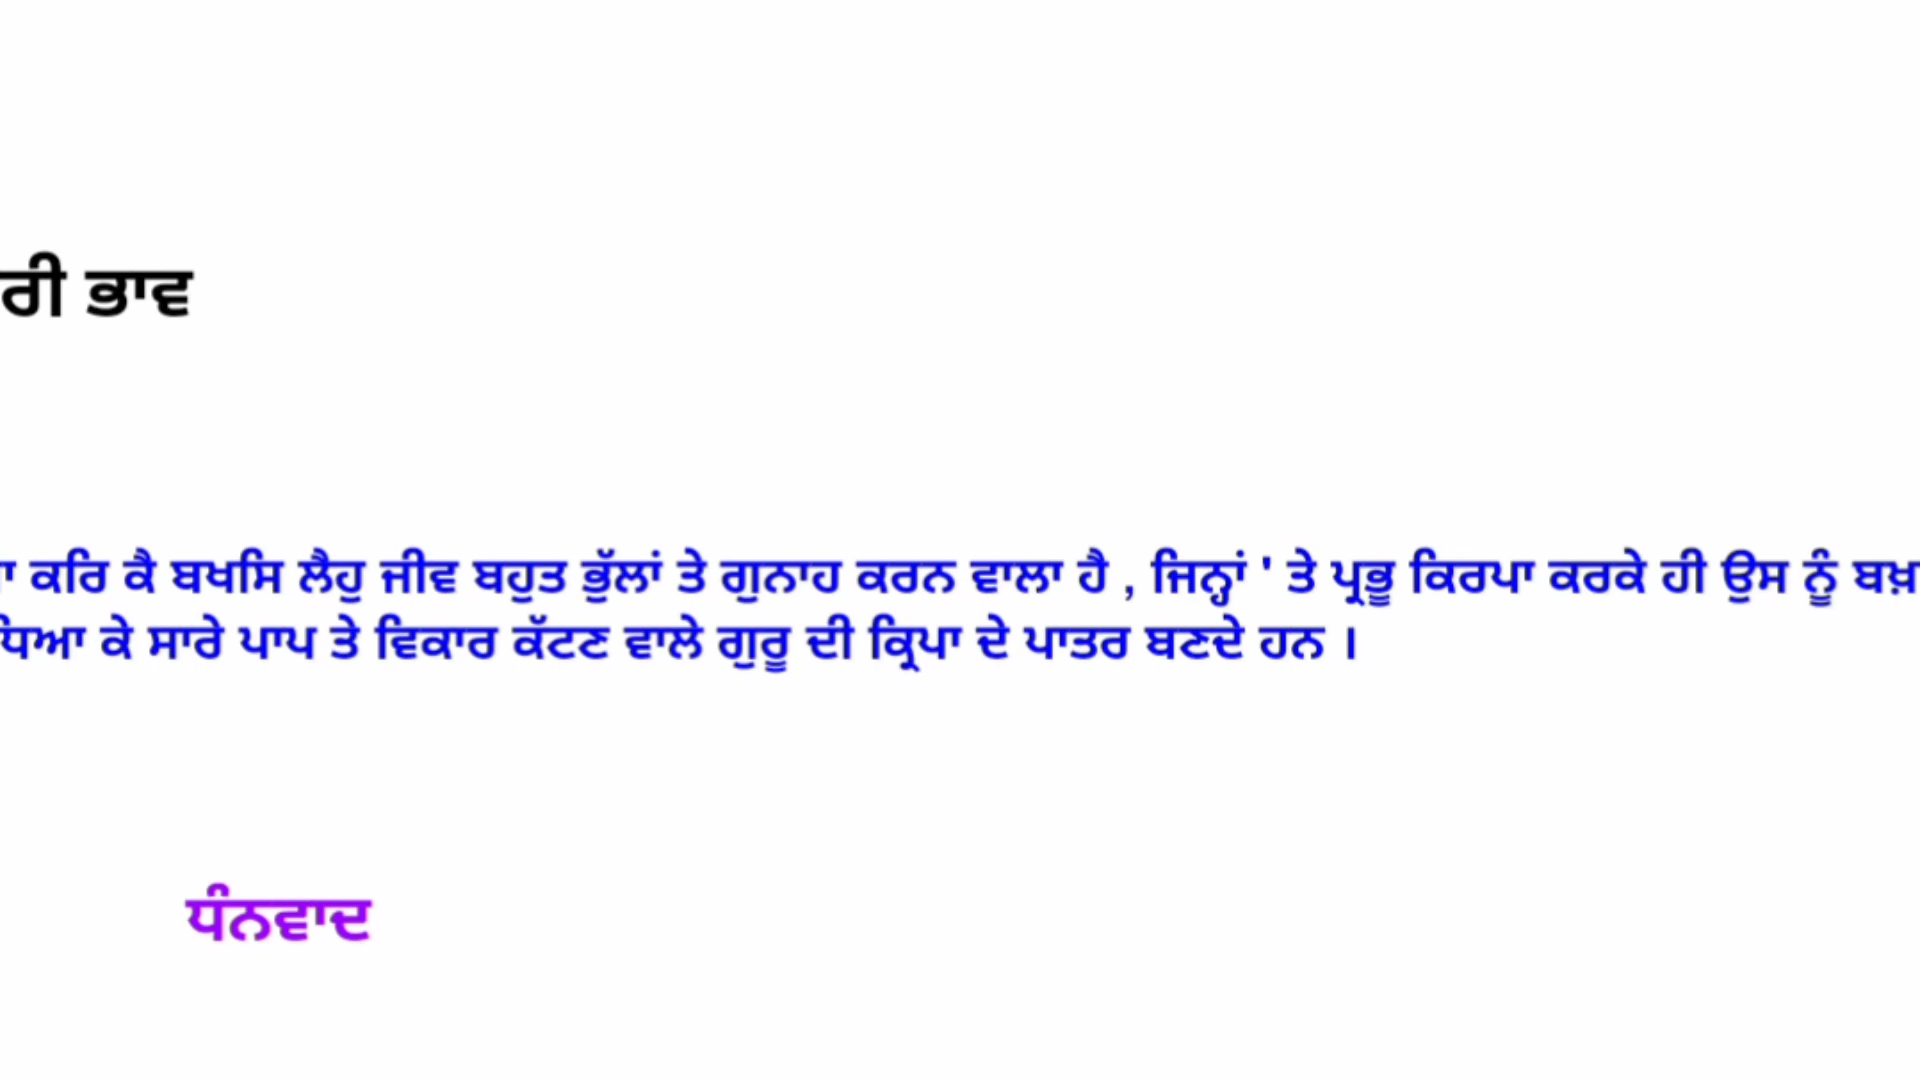 ਭਾਵ
ਕਰਿ ਕੈ ਬਖਸਿ ਲੈਹੁ ਜੀਵ ਬਹੁਤ ਭੁੱਲਾਂ ਤੇ ਗੁਨਾਹ ਕਰਨ ਵਾਲਾ ਹੈ , ਜਿਨ੍ਹਾਂ ' ਤੇ ਪ੍ਰਭੂ ਕਿਰਪਾ ਕਰਕੇ ਹੀ ਉਸ ਨੂੰ
ਧਿਆ ਕੇ ਸਾਰੇ ਪਾਪ ਤੇ ਵਿਕਾਰ ਕੱਟਣ ਵਾਲੇ ਗੁਰੂ ਦੀ ਕ੍ਰਿਪਾ ਦੇ ਪਾਤਰ ਬਣਦੇ ਹਨ ।
ਧੰਨਵਾਦ